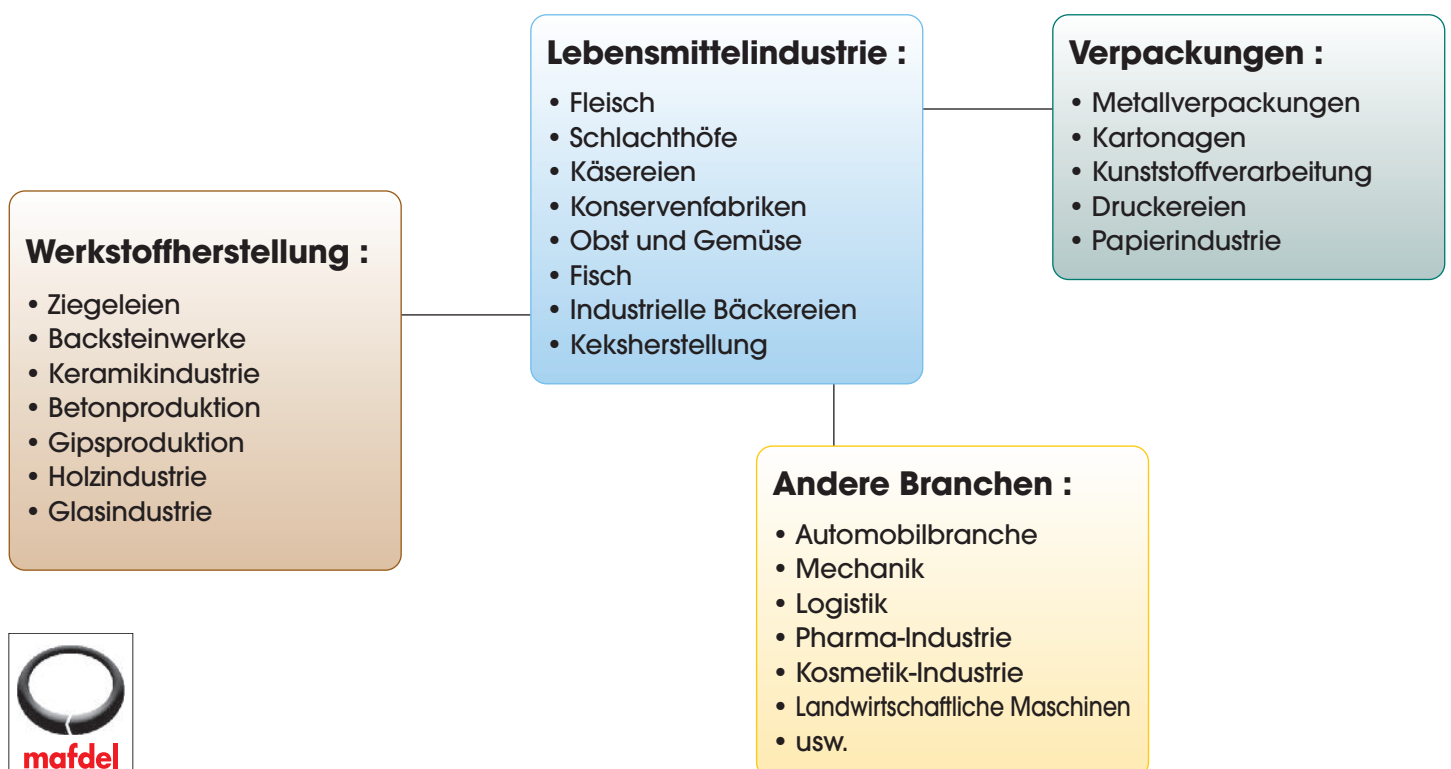 Lebensmittelindustrie :
• Fleisch
• Schlachthöfe
• Käsereien
• Konservenfabriken
• Obst und Gemüse
• Fisch
• Industrielle Bäckereien
• Keksherstellung
Verpackungen :
• Metallverpackungen
• Kartonagen
• Kunststoffverarbeitung
• Druckereien
• Papierindustrie
Werkstoffherstellung :
• Ziegeleien
• Backsteinwerke
• Keramikindustrie
• Betonproduktion
• Gipsproduktion
• Holzindustrie
• Glasindustrie
Andere Branchen :
• Automobilbranche
• Mechanik
• Logistik
• Pharma-Industrie
• Kosmetik-Industrie
• Landwirtschaftliche Maschinen
• usw.
mafdel